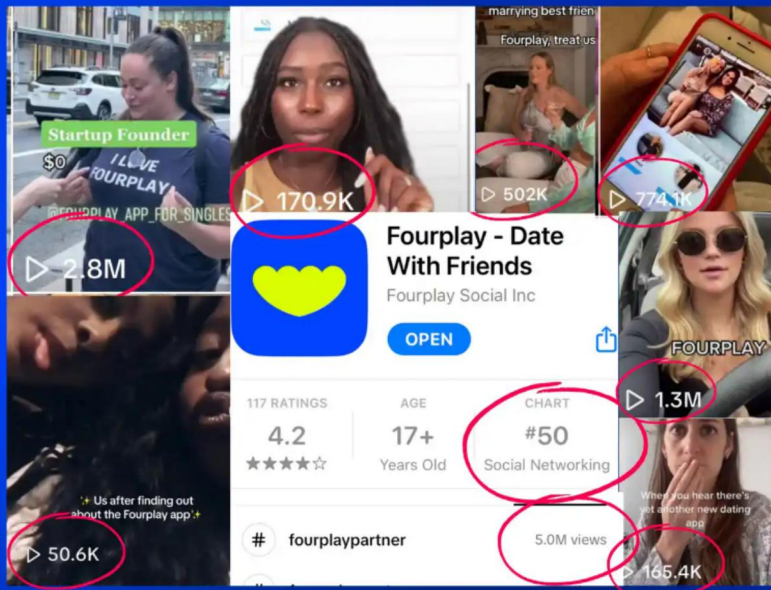 Startup Founder
$0
I LOVE
FOURPLAY
@FOURPLAY_APP_FOR_SINGLES
2.8M
170.9K
marrying best frien
Fourplay, treat us
502K
774.1K
Fourplay - Date
With Friends
Fourplay Social Inc
OPEN
117 RATINGS
4.2
AGE
17+
Years Old
CHART
#50
Social Networking
# fourplaypartner
5.0M views
FOURPLAY
1.3M
✨ Us after finding out
about the Fourplay app ✨
50.6K
When you hear there's
yet another new dating
app
165.4K